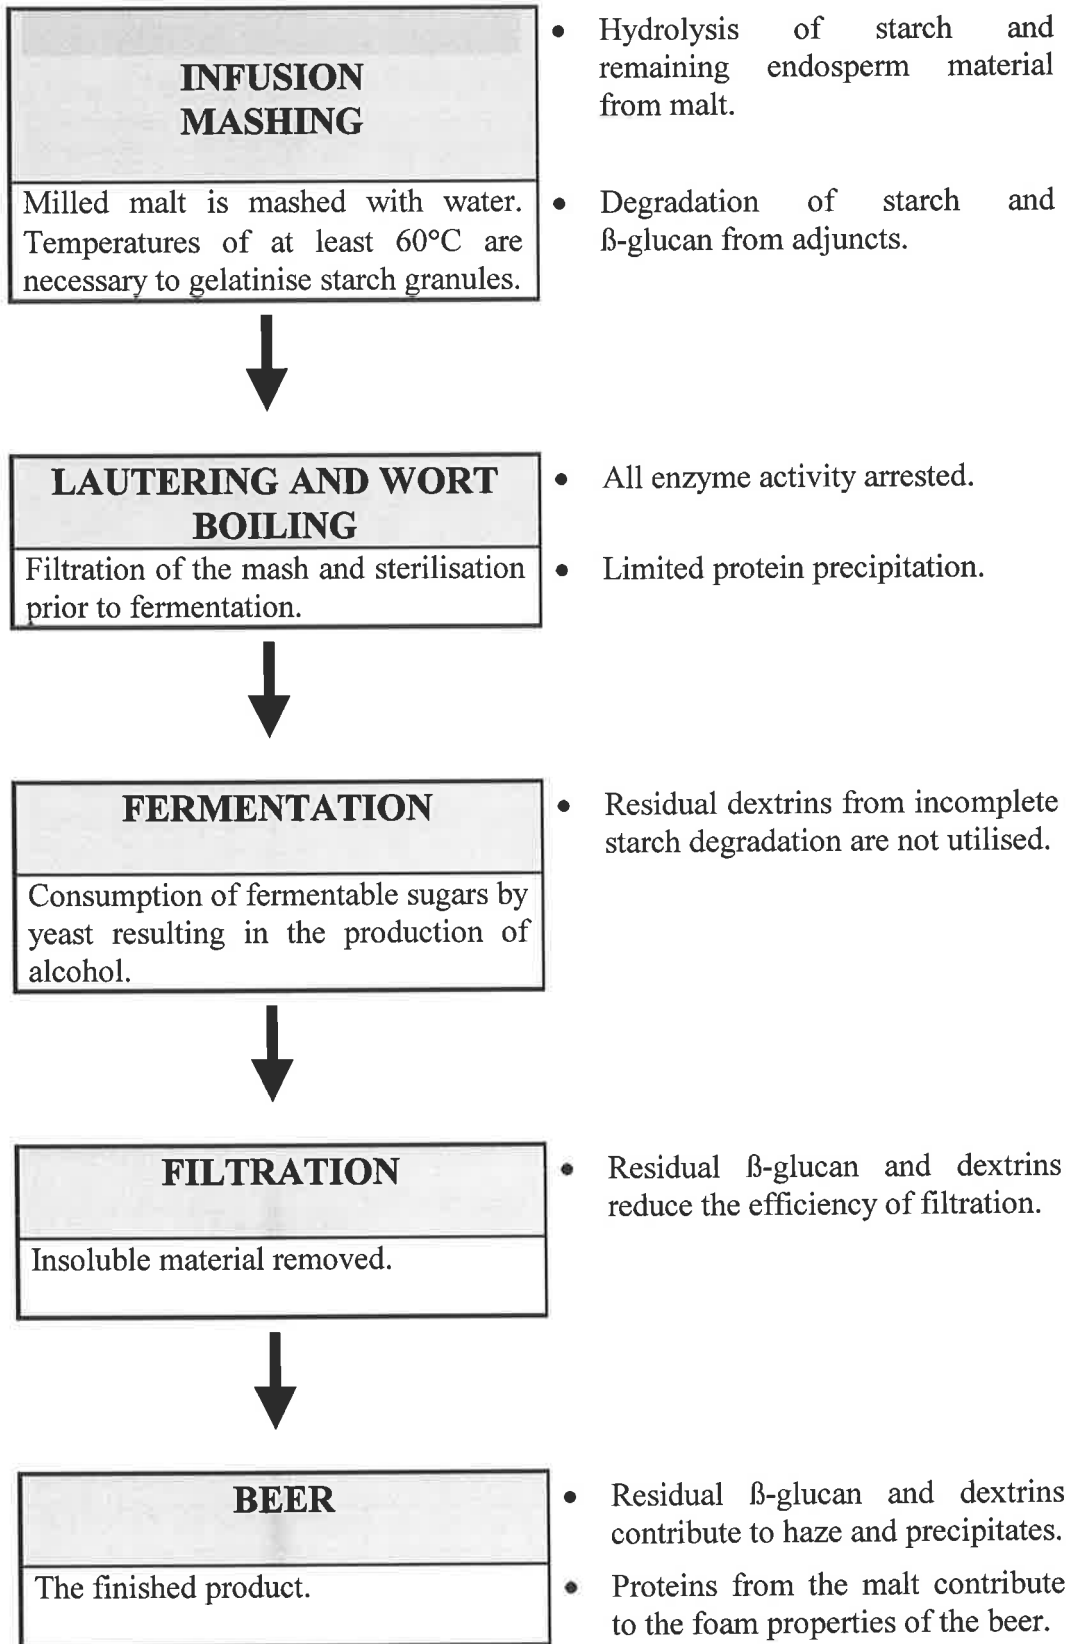 INFUSION
MASHING
Milled malt is mashed with water.
Temperatures of at least 60°C are
necessary to gelatinise starch granules.
• Hydrolysis of starch and
remaining endosperm material
from malt.
• Degradation of starch and
ß-glucan from adjuncts.
LAUTERING AND WORT
BOILING
Filtration of the mash and sterilisation
prior to fermentation.
• All enzyme activity arrested.
• Limited protein precipitation.
FERMENTATION
Consumption of fermentable sugars by
yeast resulting in the production of
alcohol.
• Residual dextrins from incomplete
starch degradation are not utilised.
FILTRATION
Insoluble material removed.
• Residual ß-glucan and dextrins
reduce the efficiency of filtration.
BEER
The finished product.
• Residual ß-glucan and dextrins
contribute to haze and precipitates.
• Proteins from the malt contribute
to the foam properties of the beer.